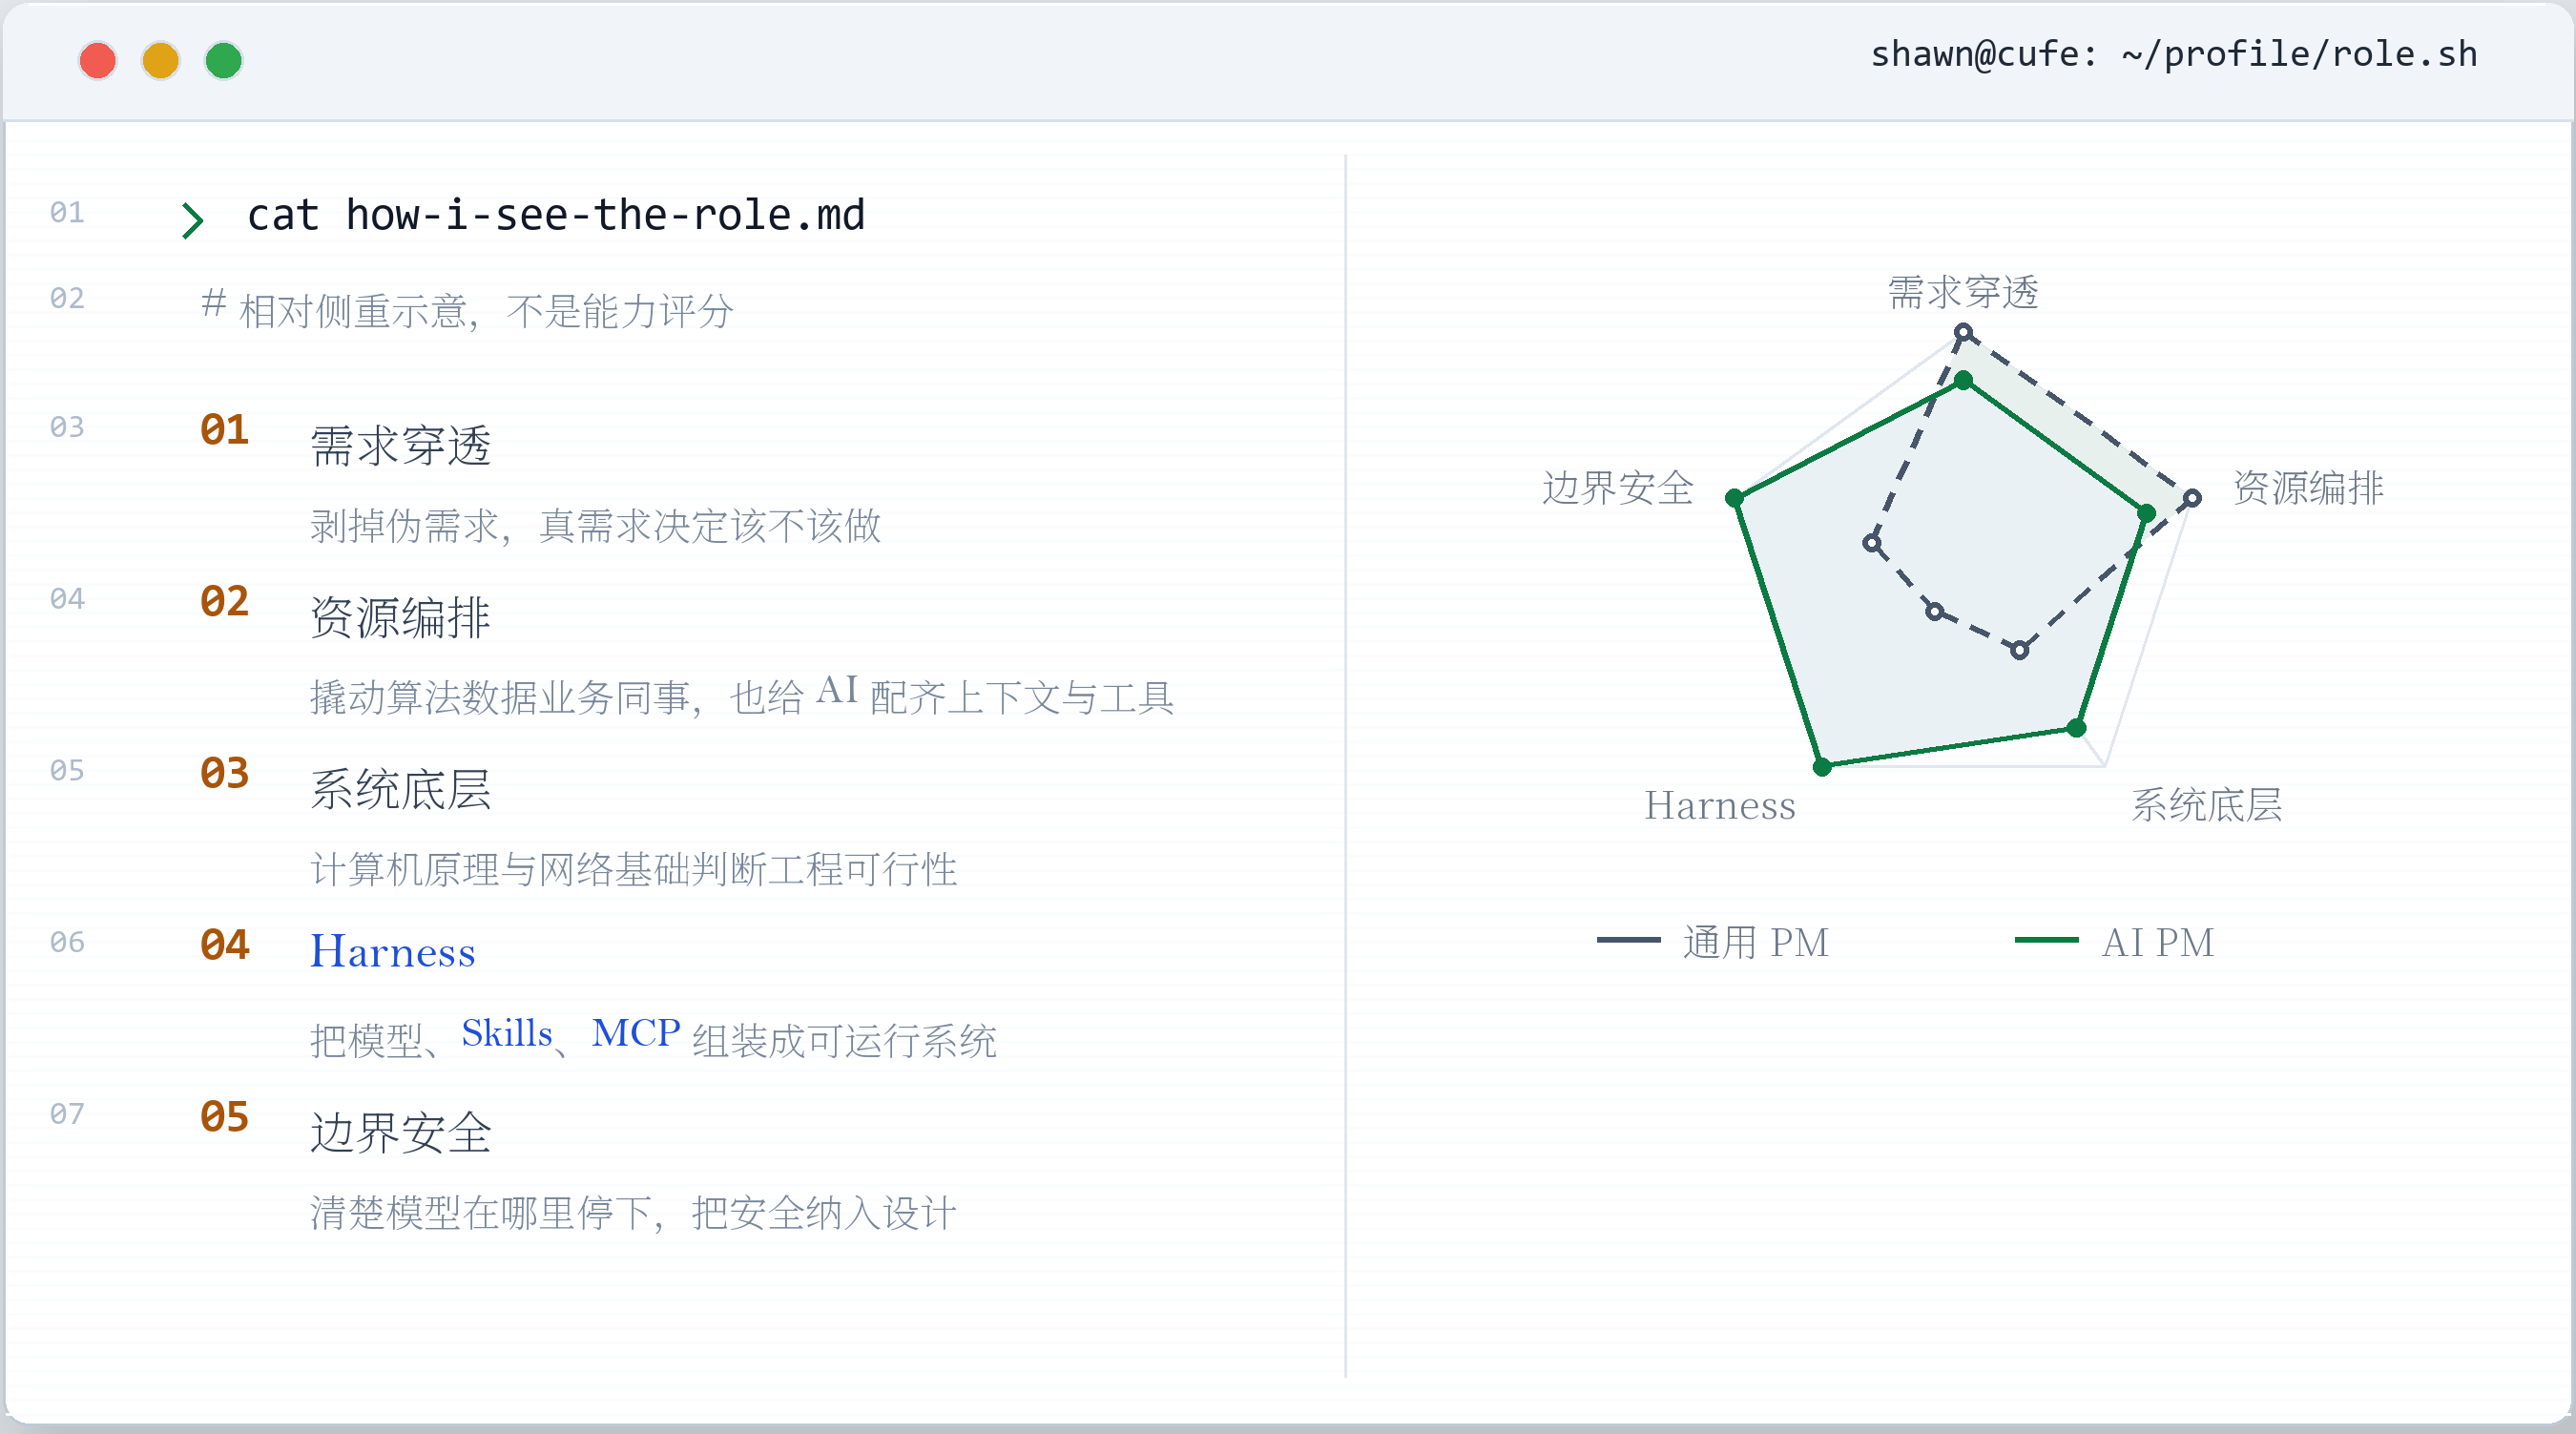 shawn@cufe: ~/profile/role.sh
01 cat how-i-see-the-role.md
02 # 相对侧重示意，不是能力评分
03 01 需求穿透
剥掉伪需求，真需求决定该不该做
04 02 资源编排
撬动算法数据业务同事，也给 AI 配齐上下文与工具
05 03 系统底层
计算机原理与网络基础判断工程可行性
06 04 Harness
把模型、Skills、MCP 组装成可运行系统
07 05 边界安全
清楚模型在哪里停下，把安全纳入设计
需求穿透
边界安全
资源编排
Harness
系统底层
通用 PM
AI PM